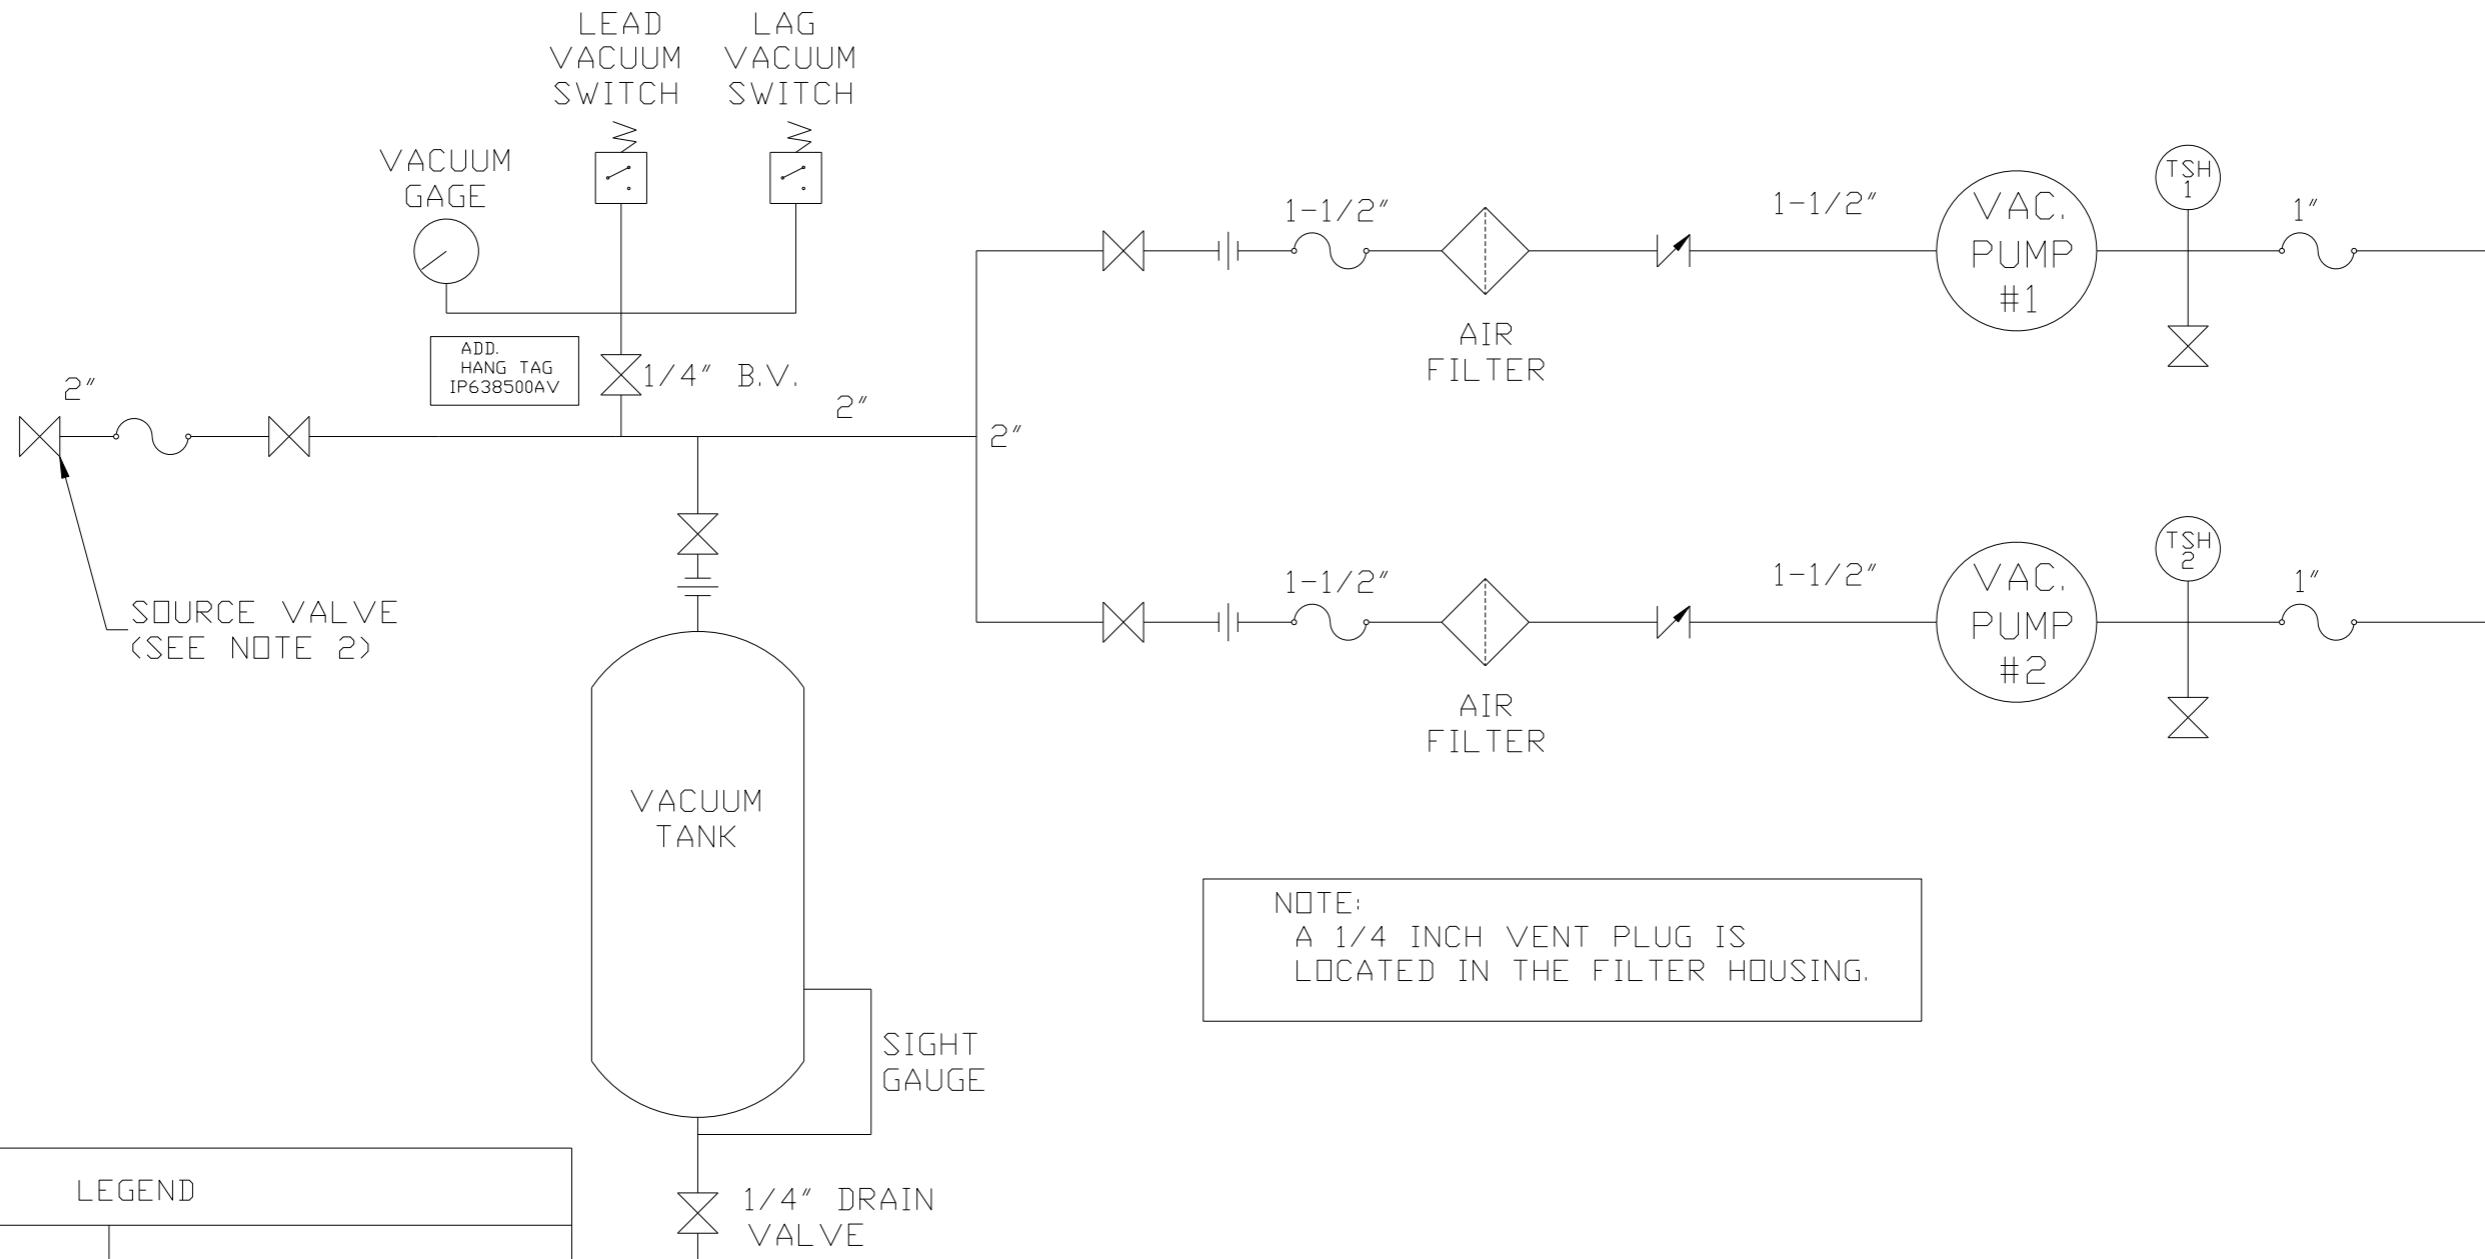 LEAD
VACUUM
SWITCH
LAG
VACUUM
SWITCH
VACUUM
GAGE
ADD.
HANG TAG
IP638500AV
1/4" B.V.
2"
2"
2"
SOURCE VALVE
(SEE NOTE 2)
1-1/2"
AIR
FILTER
1-1/2"
VAC.
PUMP
#1
TSH
1
1"
1-1/2"
AIR
FILTER
1-1/2"
VAC.
PUMP
#2
TSH
2
1"
VACUUM
TANK
SIGHT
GAUGE
1/4" DRAIN
VALVE
NOTE:
A 1/4 INCH VENT PLUG IS
LOCATED IN THE FILTER HOUSING.
LEGEND